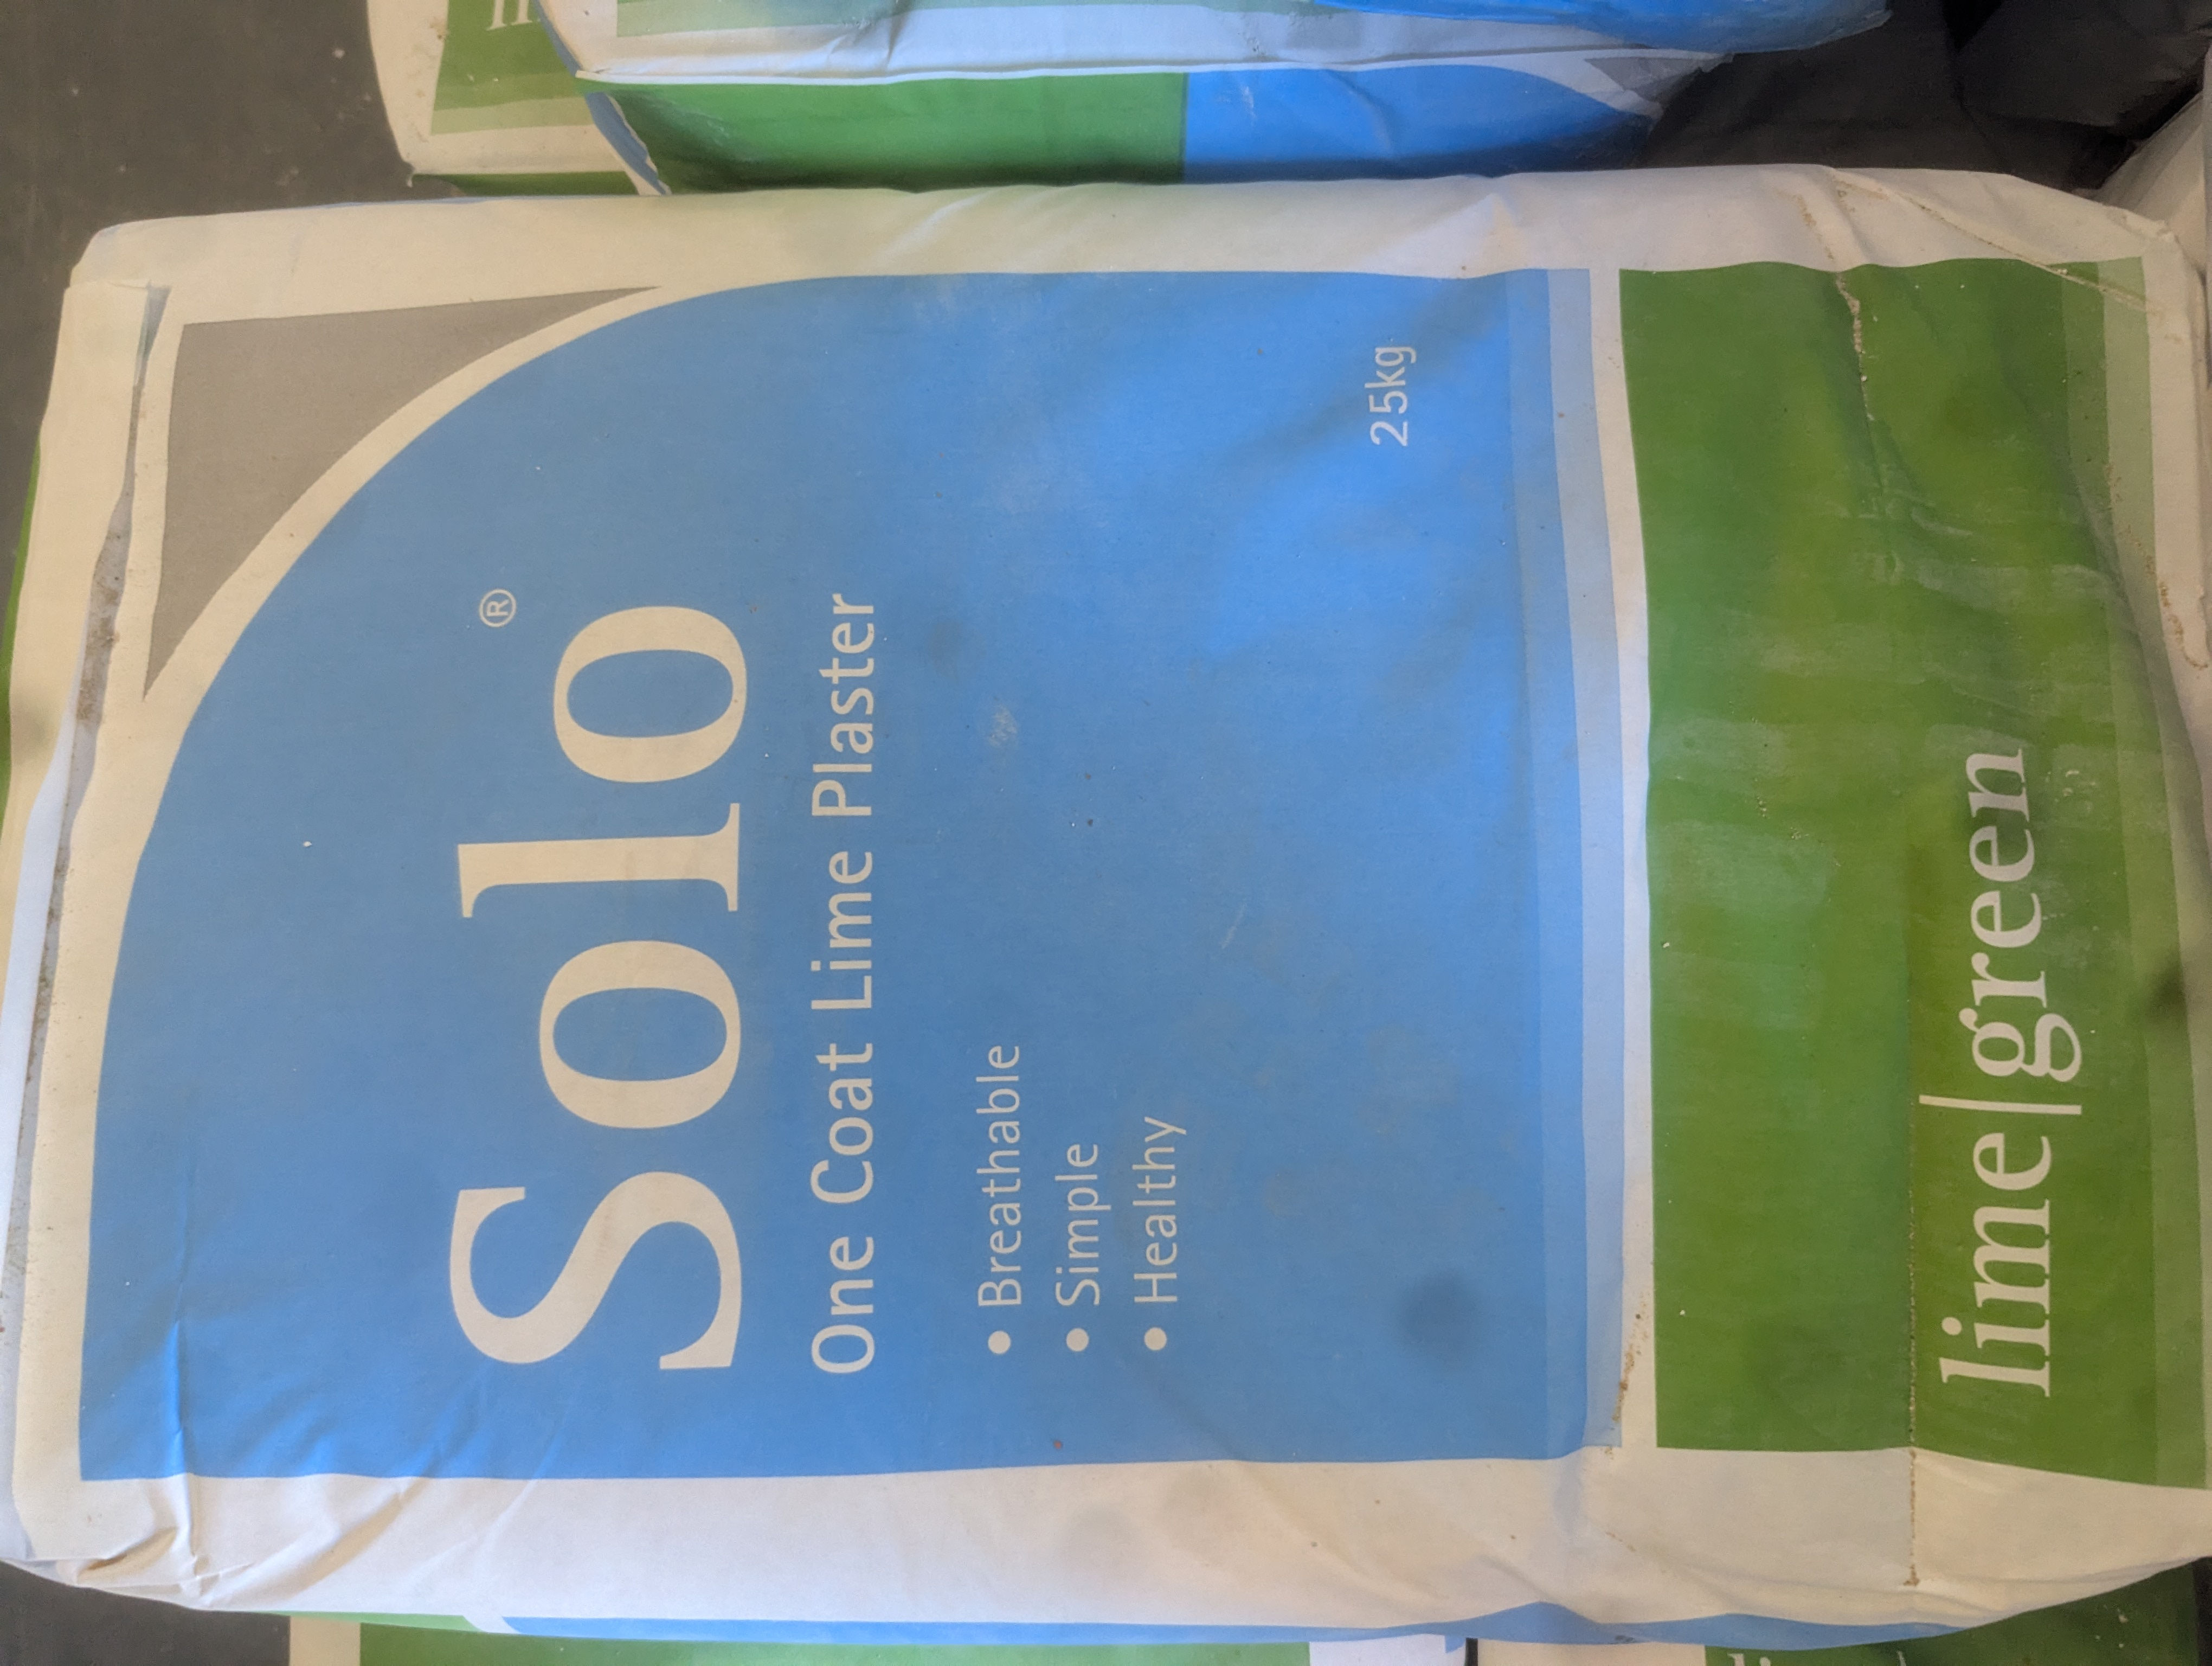 Solo®
One Coat Lime Plaster
• Breathable
• Simple
• Healthy
25kg
lime|green